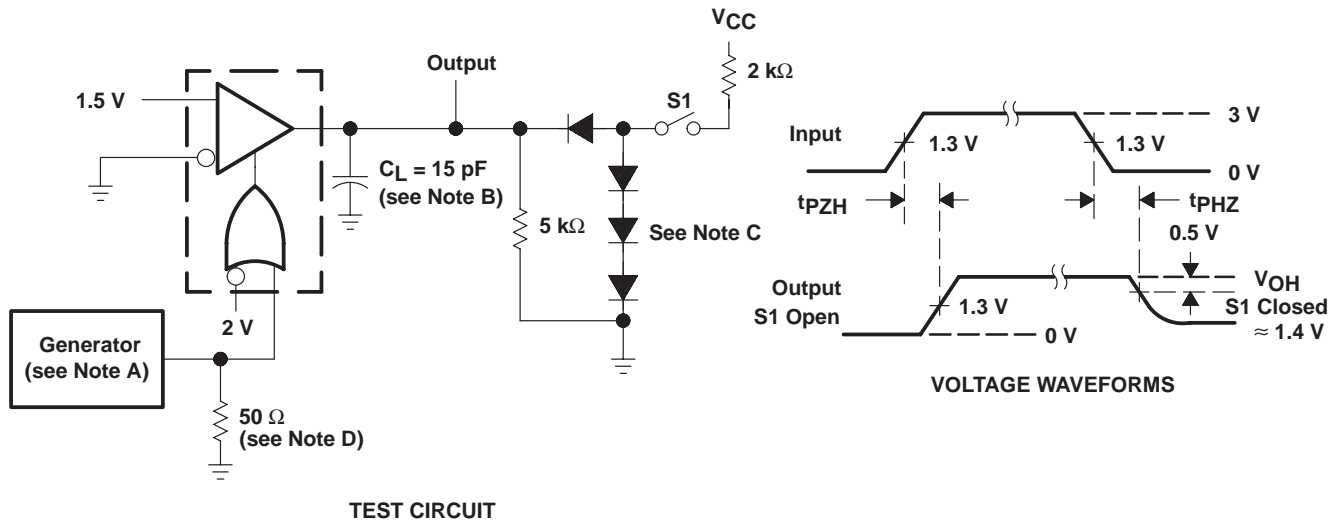 VCC
2 kΩ
S1
Output
1.5 V
CL = 15 pF
(see Note B)
5 kΩ
See Note C
2 V
Generator
(see Note A)
50 Ω
(see Note D)
TEST CIRCUIT
Input
3 V
1.3 V
1.3 V
0 V
tPZH
tPHZ
0.5 V
Output
S1 Open
VOH
S1 Closed
≈ 1.4 V
1.3 V
0 V
VOLTAGE WAVEFORMS